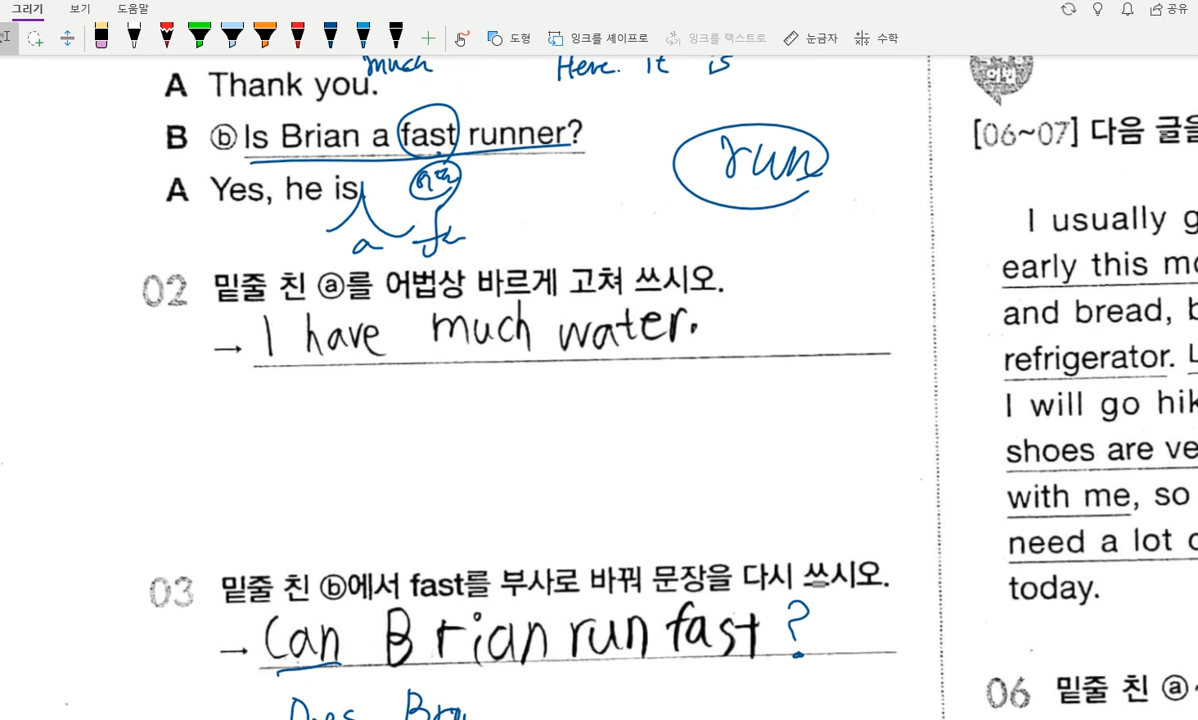 그리기 보기 도움말 공유
도형 잉크를 셰이프로 잉크를 텍스트로 눈금자 수학
much Here. it is
A Thank you.
B ⓑ Is Brian a fast runner?
run
A Yes, he is.
a
02 밑줄 친 ⓐ를 어법상 바르게 고쳐 쓰시오.
→ I have much water.
03 밑줄 친 ⓑ에서 fast를 부사로 바꿔 문장을 다시 쓰시오.
→ Can Brian run fast?
Does
어법
[06~07] 다음 글을
I usually g
early this mo
and bread, b
refrigerator. L
I will go hik
shoes are ve
with me, so
need a lot o
today.
06 밑줄 친 ⓐ